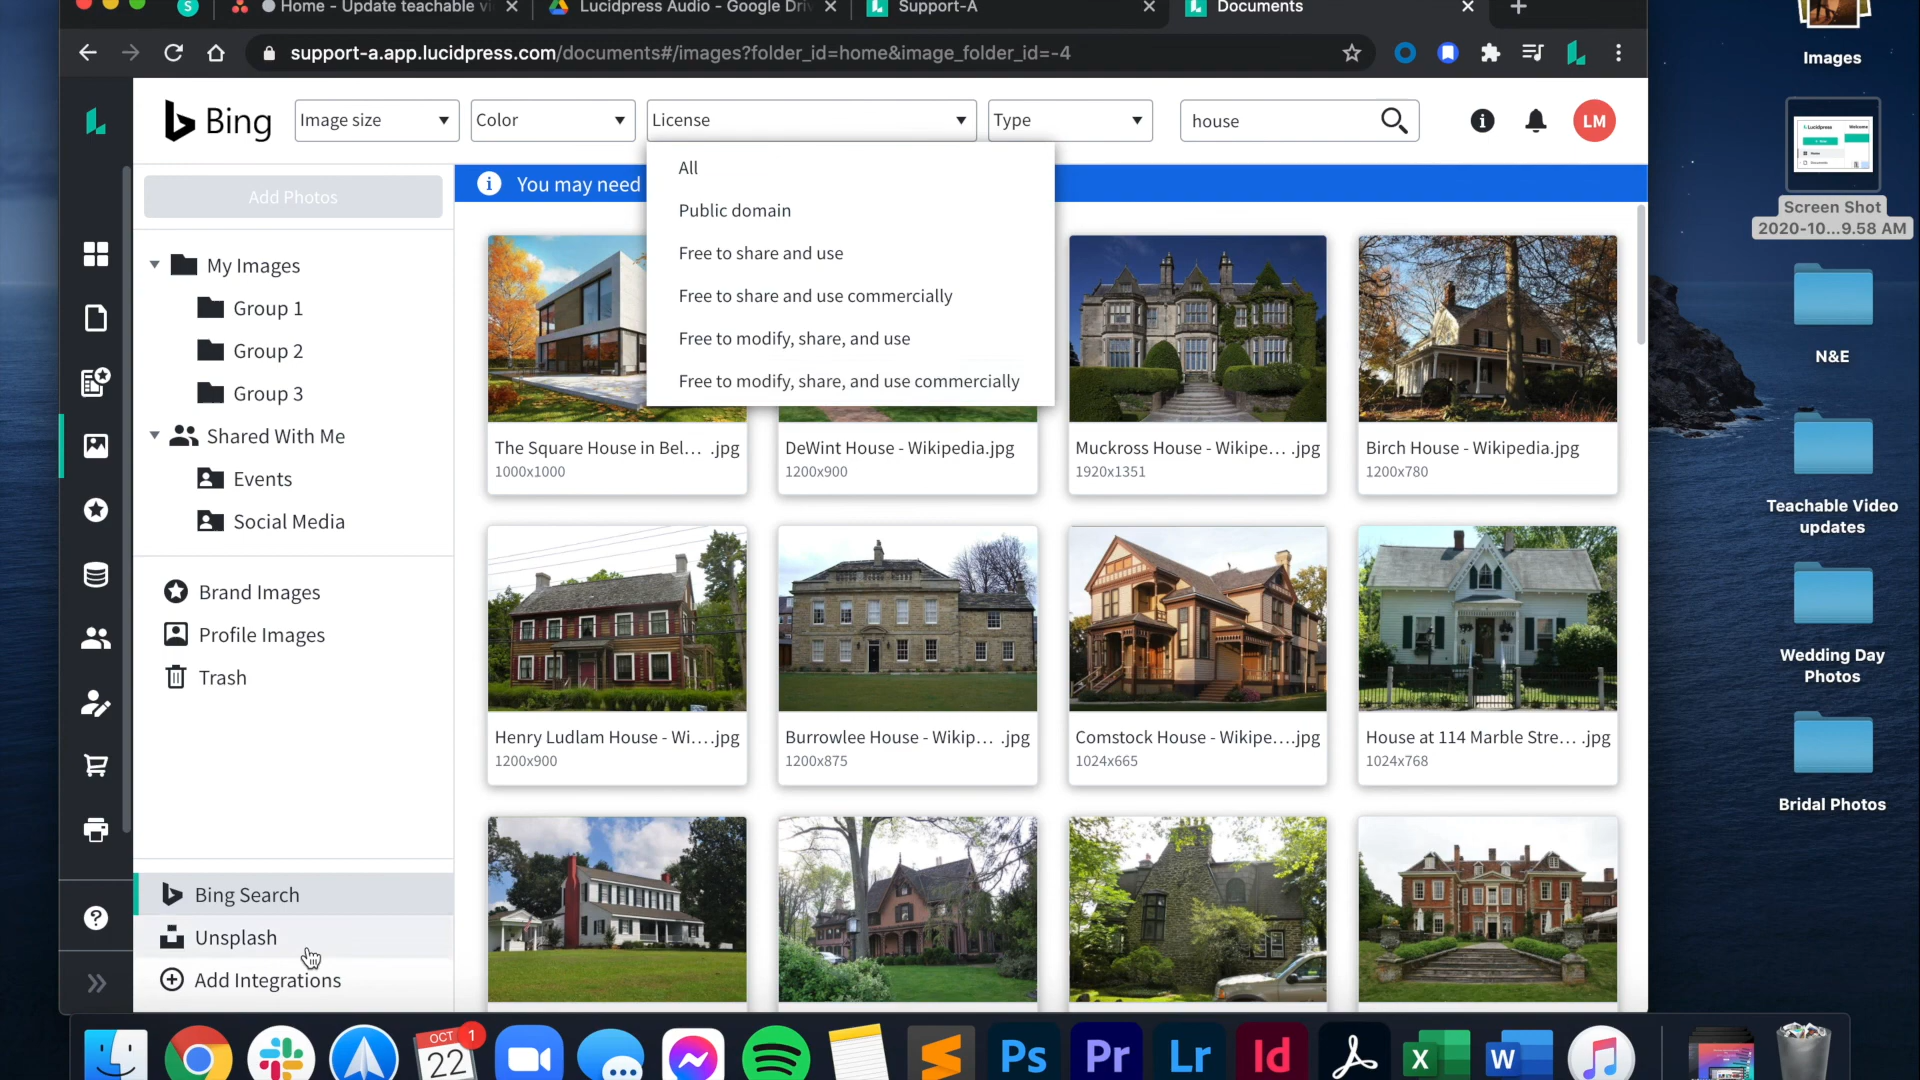 Home - Update teachable vi
Lucidpress Audio - Google Dri
Support-A
Documents
support-a.app.lucidpress.com/documents#/images?folder_id=home&image_folder_id=-4
Bing
Image size
Color
License
Type
house
LM
All
Public domain
Free to share and use
Free to share and use commercially
Free to modify, share, and use
Free to modify, share, and use commercially
Add Photos
You may need
My Images
Group 1
Group 2
Group 3
Shared With Me
Events
Social Media
Brand Images
Profile Images
Trash
Bing Search
Unsplash
Add Integrations
The Square House in Bel... .jpg
1000x1000
DeWint House - Wikipedia.jpg
1200x900
Muckross House - Wikipe... .jpg
1920x1351
Birch House - Wikipedia.jpg
1200x780
Henry Ludlam House - Wi....jpg
1200x900
Burrowlee House - Wikip... .jpg
1200x875
Comstock House - Wikipe....jpg
1024x665
House at 114 Marble Stre... .jpg
1024x768
Images
Lucidpress
Welcome
Screen Shot
2020-10...9.58 AM
N&E
Teachable Video
updates
Wedding Day
Photos
Bridal Photos
OCT
1
22
Ps
Pr
Lr
Id
X
W